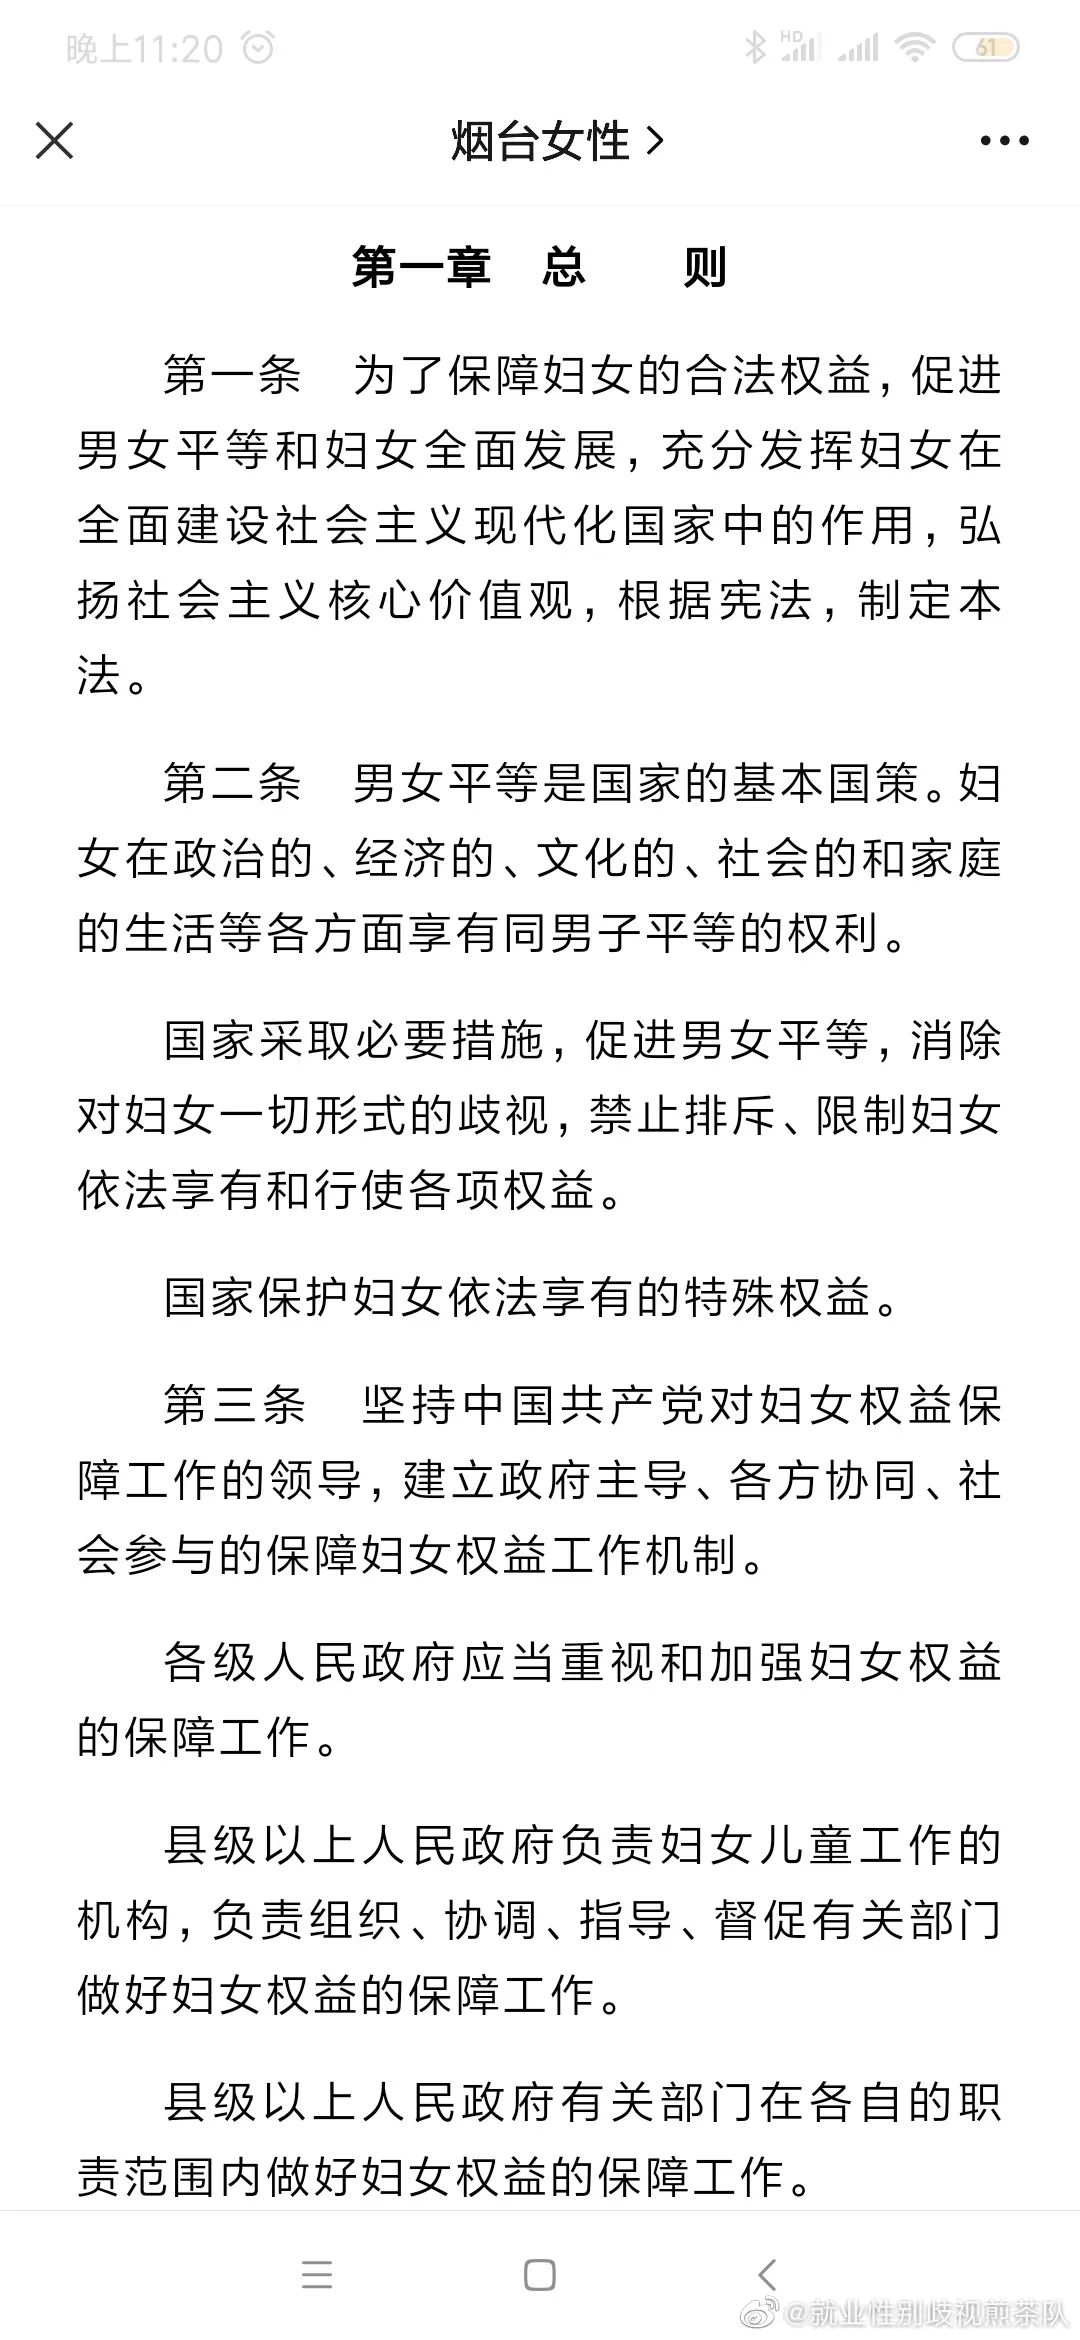 晚上11:20
HD
61
烟台女性
第一章 总 则
第一条 为了保障妇女的合法权益,促进
男女平等和妇女全面发展,充分发挥妇女在
全面建设社会主义现代化国家中的作用,弘
扬社会主义核心价值观,根据宪法,制定本
法。
第二条 男女平等是国家的基本国策。妇
女在政治的、经济的、文化的、社会的和家庭
的生活等各方面享有同男子平等的权利。
国家采取必要措施,促进男女平等,消除
对妇女一切形式的歧视,禁止排斥、限制妇女
依法享有和行使各项权益。
国家保护妇女依法享有的特殊权益。
第三条 坚持中国共产党对妇女权益保
障工作的领导,建立政府主导、各方协同、社
会参与的保障妇女权益工作机制。
各级人民政府应当重视和加强妇女权益
的保障工作。
县级以上人民政府负责妇女儿童工作的
机构,负责组织、协调、指导、督促有关部门
做好妇女权益的保障工作。
县级以上人民政府有关部门在各自的职
责范围内做好妇女权益的保障工作。
@就业性别歧视煎茶队